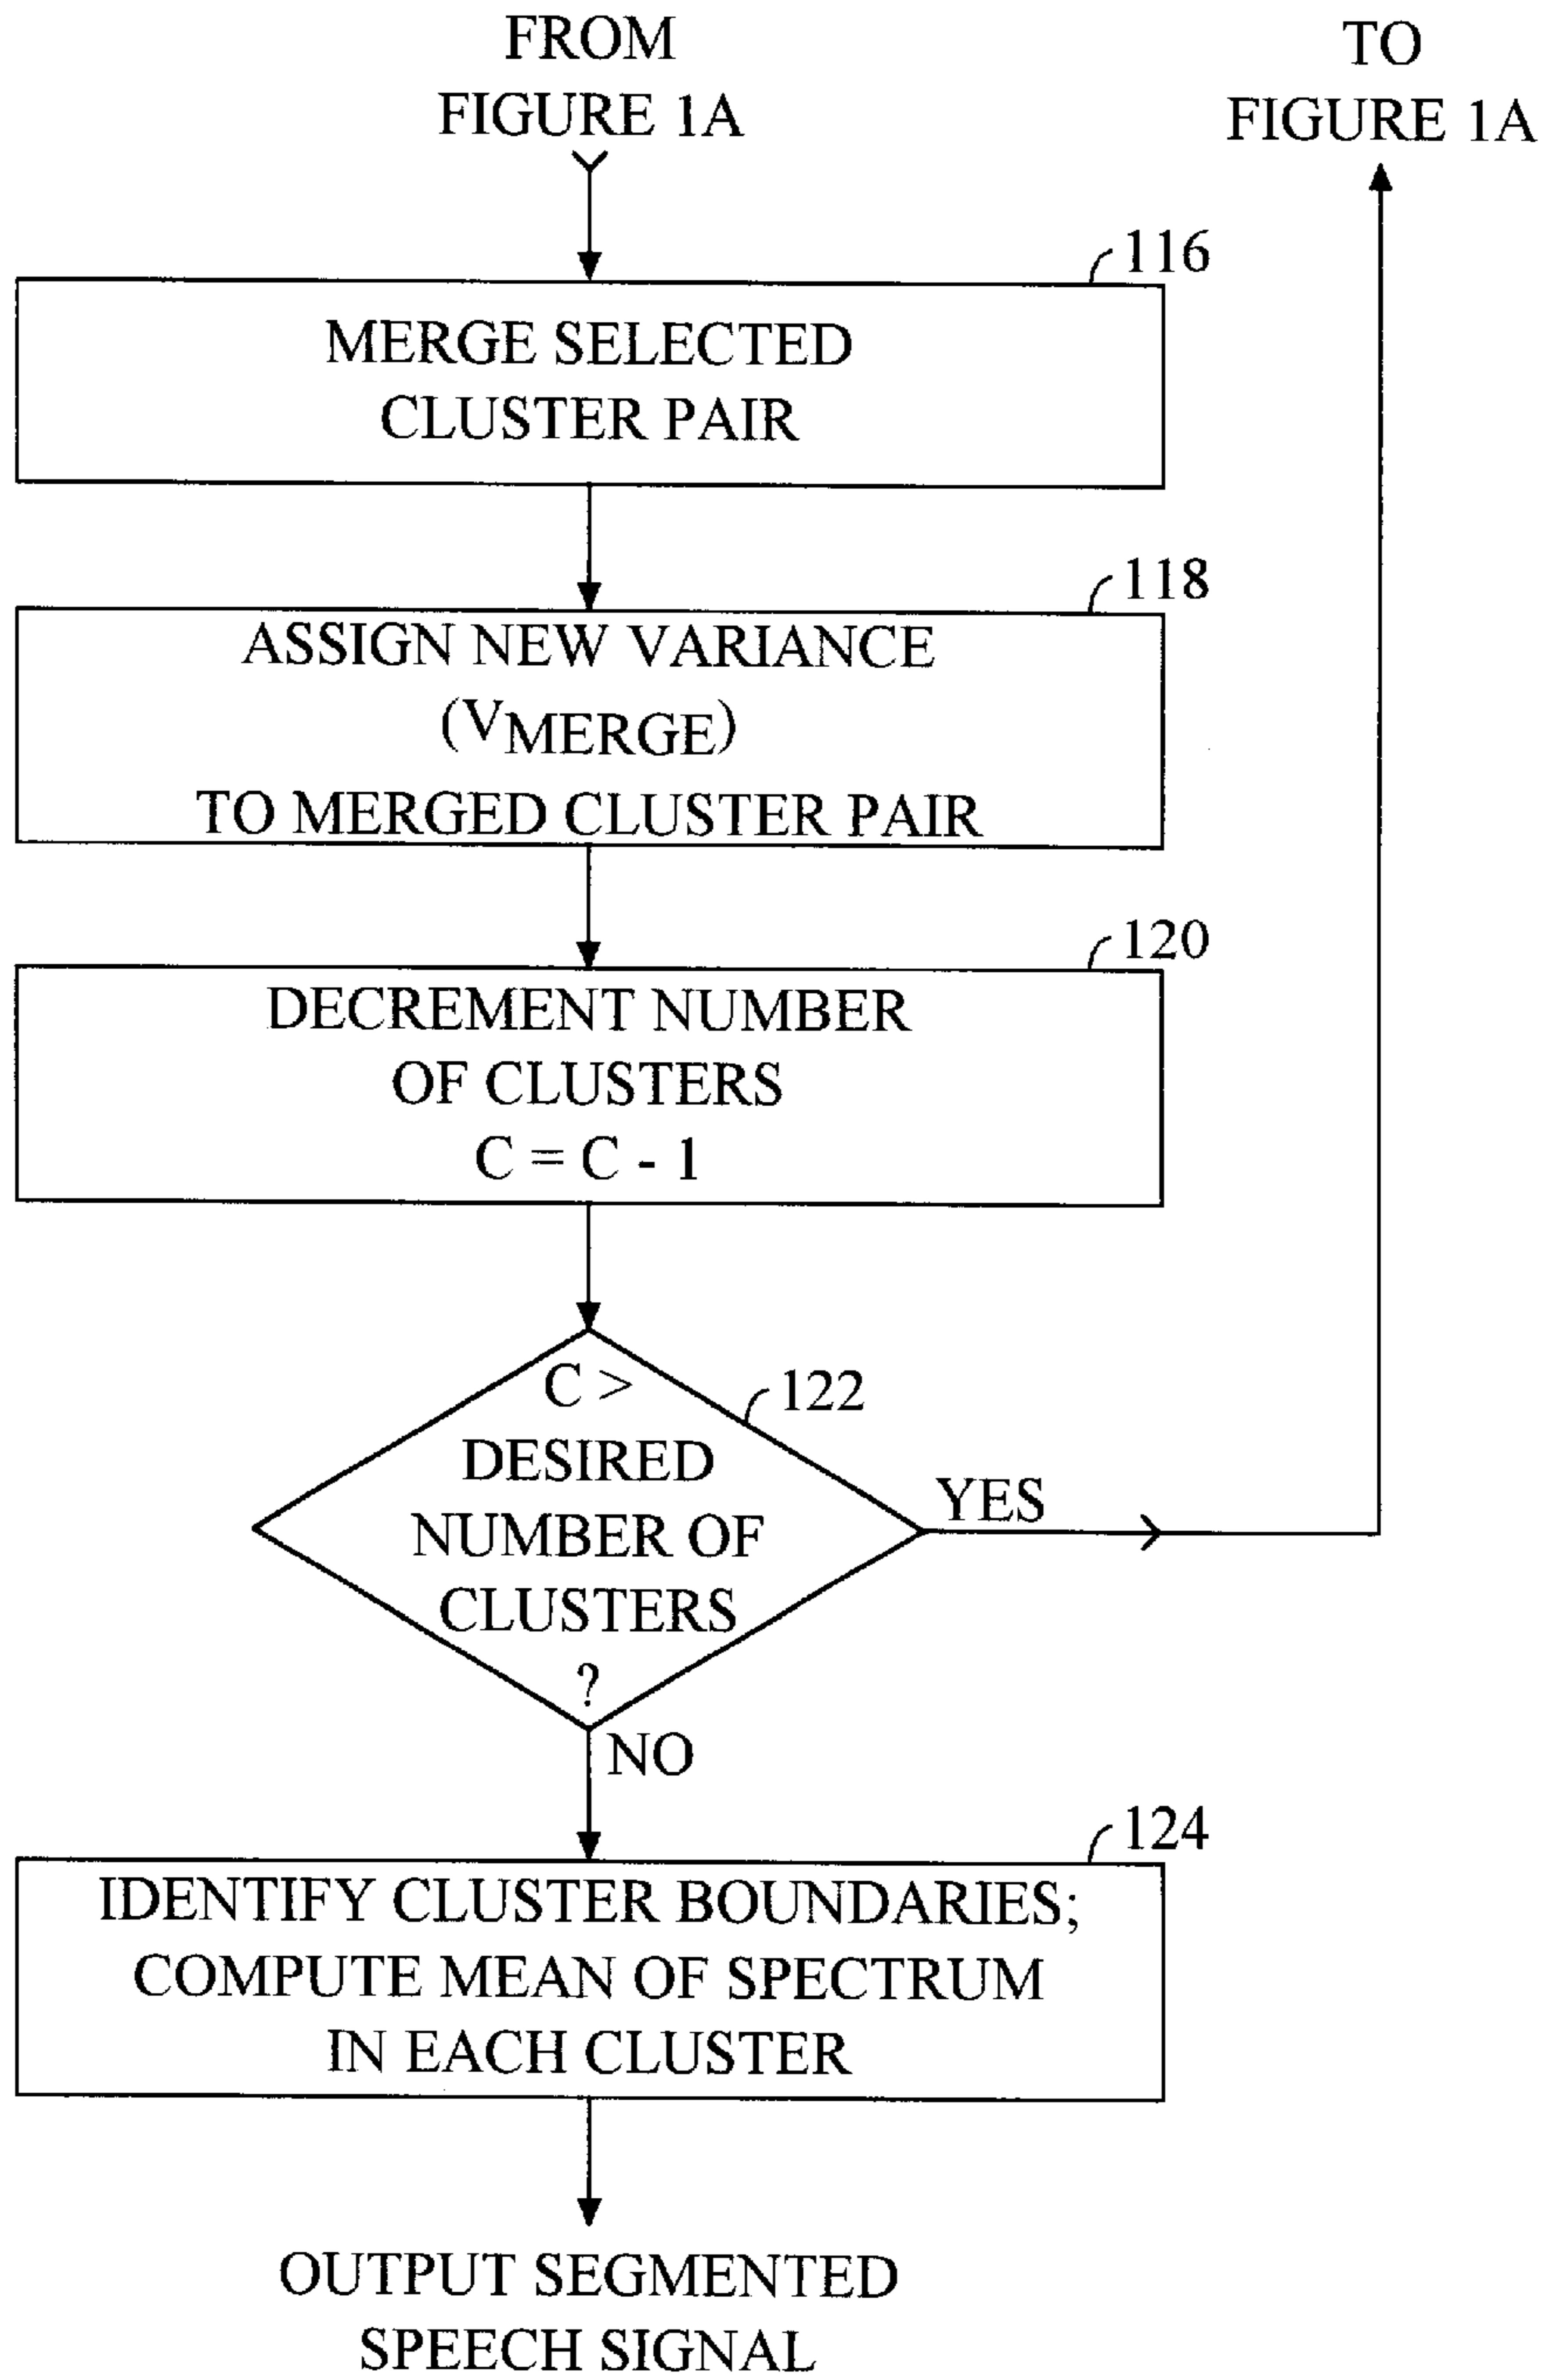 FROM
FIGURE 1A
TO
FIGURE 1A
116
MERGE SELECTED
CLUSTER PAIR
118
ASSIGN NEW VARIANCE
(VMERGE)
TO MERGED CLUSTER PAIR
120
DECREMENT NUMBER
OF CLUSTERS
C = C - 1
122
C >
DESIRED
NUMBER OF
CLUSTERS
?
YES
NO
124
IDENTIFY CLUSTER BOUNDARIES;
COMPUTE MEAN OF SPECTRUM
IN EACH CLUSTER
OUTPUT SEGMENTED
SPEECH SIGNAL